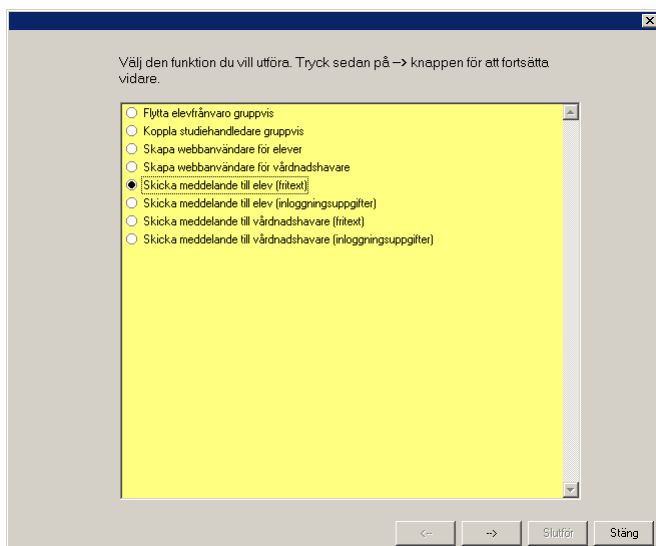 Välj den funktion du vill utföra. Tryck sedan på --> knappen för att fortsätta
vidare.
Flytta elevfrånvaro gruppvis
Koppla studiehandledare gruppvis
Skapa webbanvändare för elever
Skapa webbanvändare för vårdnadshavare
Skicka meddelande till elev (fritext)
Skicka meddelande till elev (inloggningsuppgifter)
Skicka meddelande till vårdnadshavare (fritext)
Skicka meddelande till vårdnadshavare (inloggningsuppgifter)
<-- --> Slutför Stäng